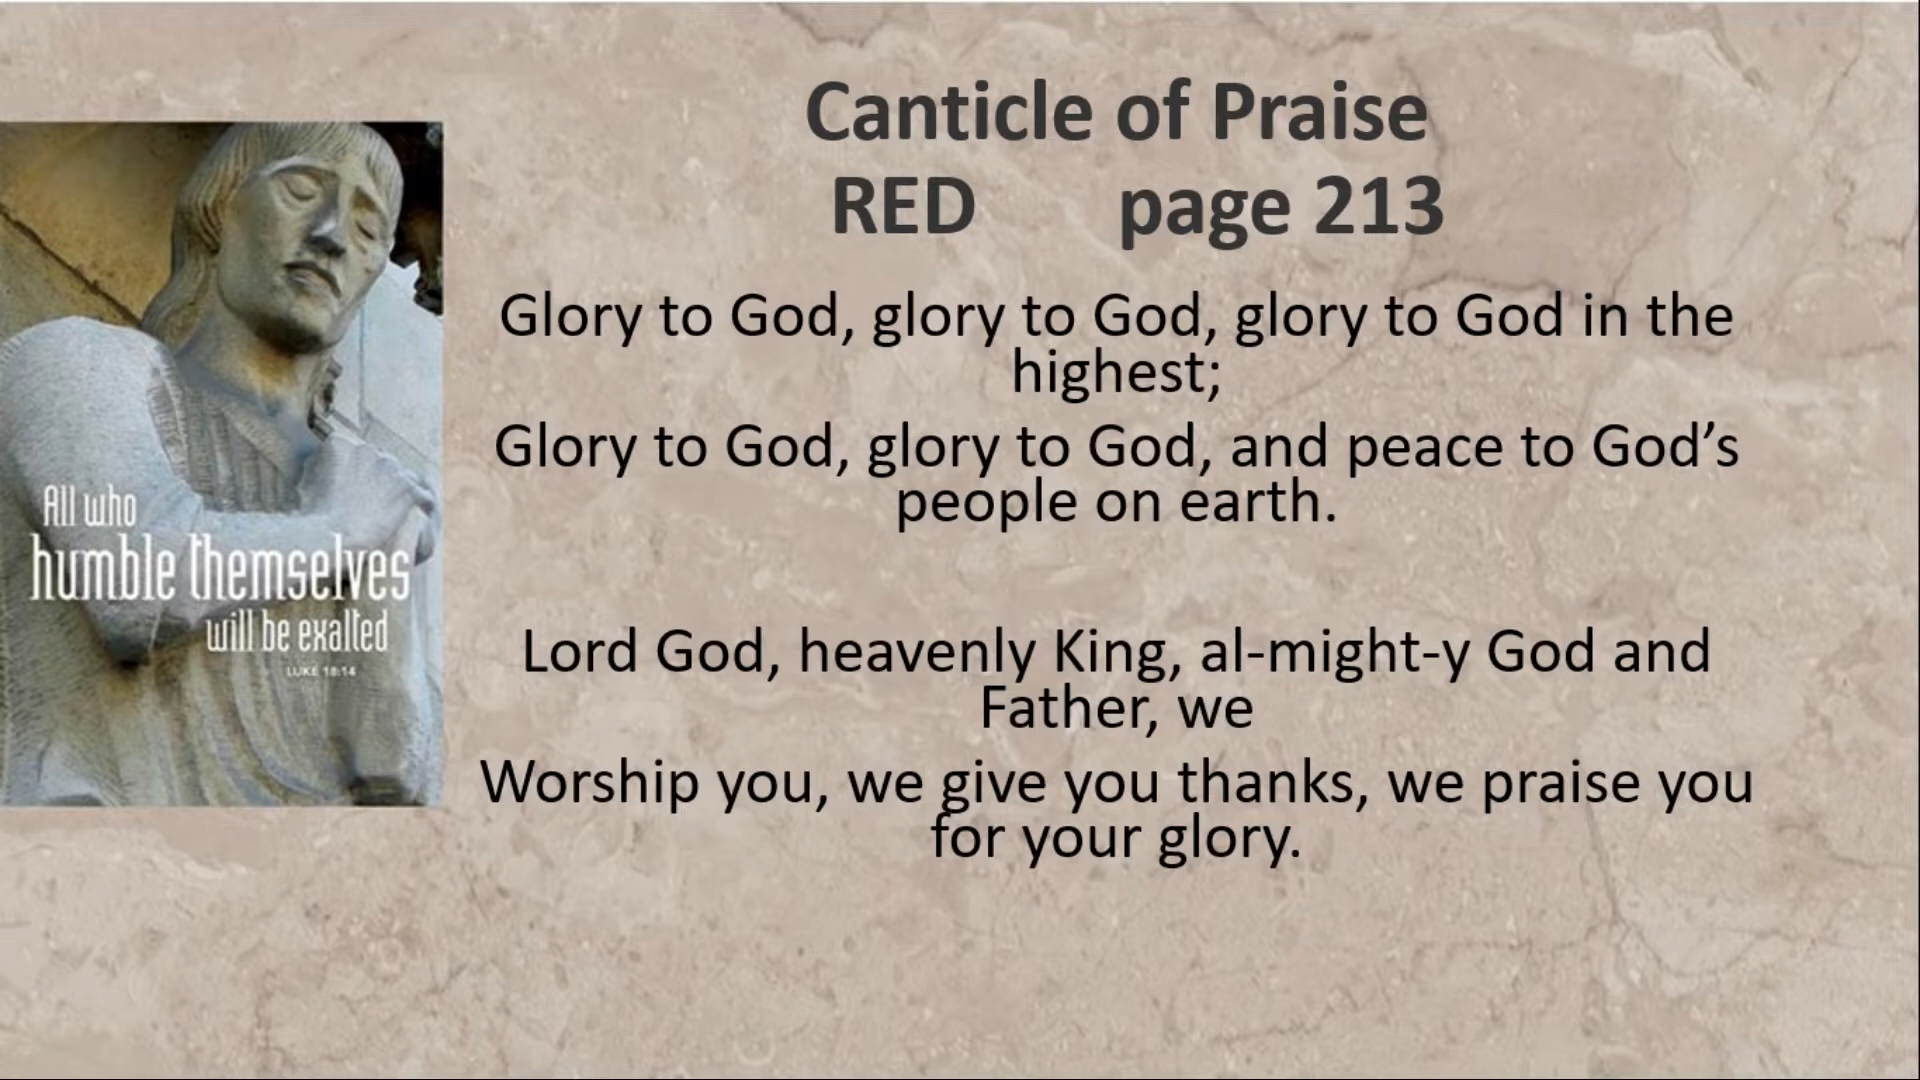 Canticle of Praise
RED page 213
Glory to God, glory to God, glory to God in the
highest;
Glory to God, glory to God, and peace to God’s
people on earth.
Lord God, heavenly King, al-might-y God and
Father, we
Worship you, we give you thanks, we praise you
for your glory.
All who
humble themselves
will be exalted
LUKE 18:14